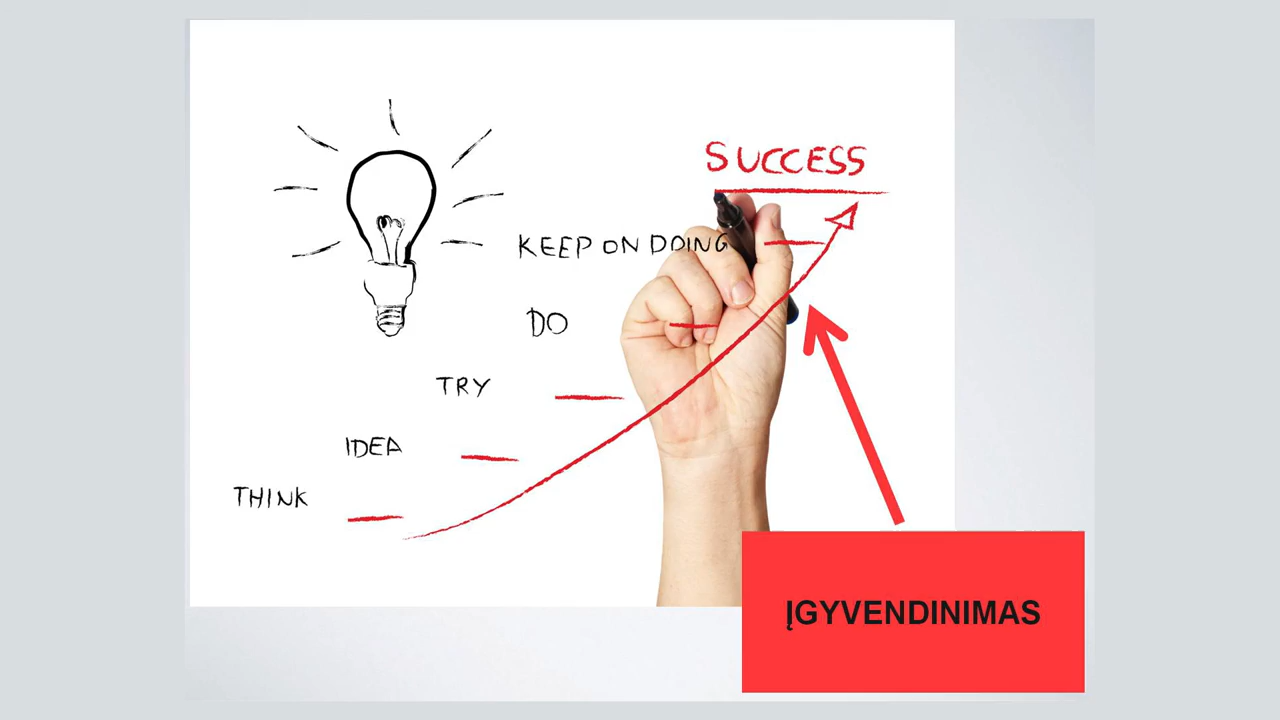 SUCCESS
KEEP ON DOING
DO
TRY
IDEA
THINK
ĮGYVENDINIMAS